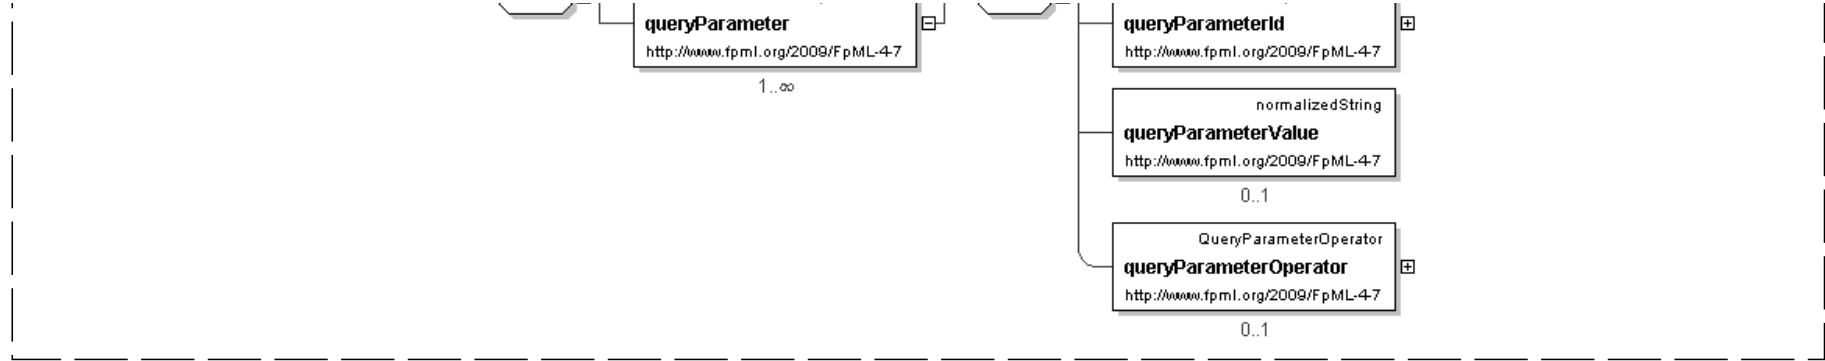 queryParameter
http://www.fpml.org/2009/FpML-4-7
1..∞
queryParameterId
http://www.fpml.org/2009/FpML-4-7
normalizedString
queryParameterValue
http://www.fpml.org/2009/FpML-4-7
0..1
QueryParameterOperator
queryParameterOperator
http://www.fpml.org/2009/FpML-4-7
0..1